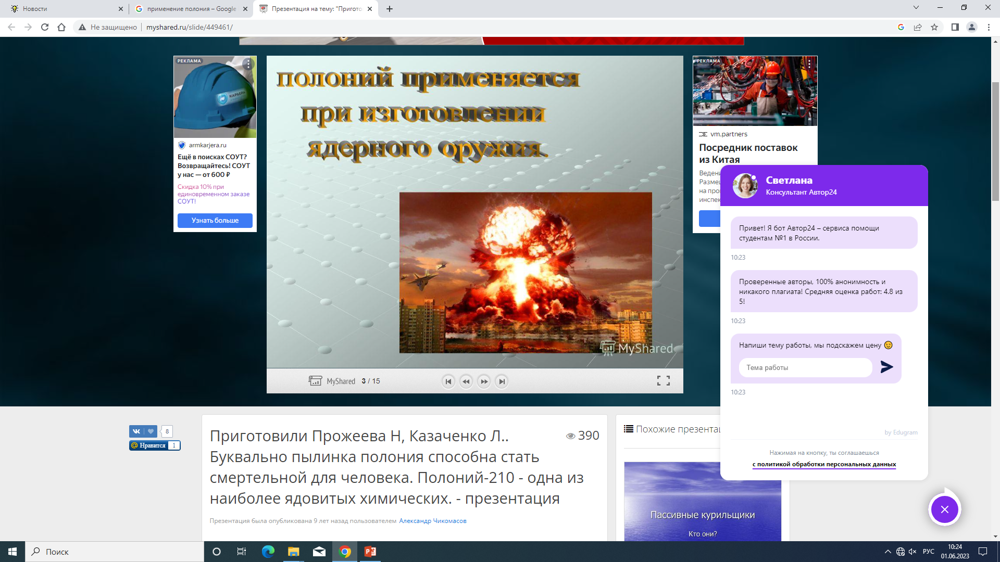 Новости
применение полония – Google
Презентация на тему: "Пригото
Не защищено
myshared.ru/slide/449461/
РЕКЛАМА
КАРЬЕРА
armkarjera.ru
Ещё в поисках СОУТ?
Возвращайтесь! СОУТ
у нас — от 600 ₽
Скидка 10% при
единовременном заказе
СОУТ!
Узнать больше
полоний применяется
при изготовлении
ядерного оружия.
MyShared
MyShared 3 / 15
РЕКЛАМА
vm.partners
Посредник поставок
из Китая
Веден
Разме
на про
инспек
Светлана
Консультант Автор24
Привет! Я бот Автор24 – сервиса помощи
студентам №1 в России.
10:23
Проверенные авторы, 100% анонимность и
никакого плагиата! Средняя оценка работ: 4.8 из
5!
10:23
Напиши тему работы, мы подскажем цену 😉
Тема работы
10:23
by Edugram
Нажимая на кнопку, ты соглашаешься
с политикой обработки персональных данных
8
Нравится 1
Приготовили Прожеева Н, Казаченко Л..
Буквально пылинка полония способна стать
смертельной для человека. Полоний-210 - одна из
наиболее ядовитых химических. - презентация
390
Презентация была опубликована 9 лет назад пользователем Александр Чикомасов
Похожие презентац
Пассивные курильщики
Кто они?
Поиск
РУС
10:24
01.06.2023